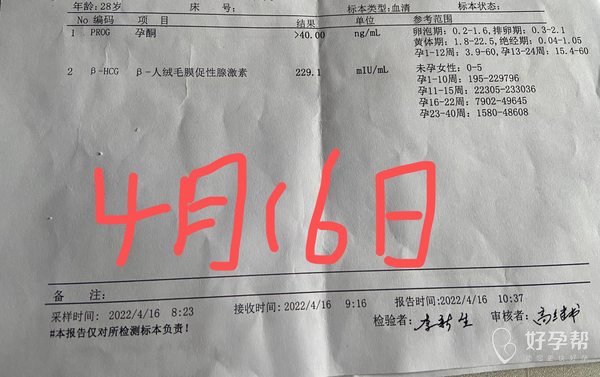 年龄:28岁 床 号: 标本类型:血清 标本状态:
No 编码 项 目 结果 单位 参考范围
1 PROG 孕酮 >40.00 ng/mL 卵泡期: 0.2-1.6,排卵期: 0.3-2.1
黄体期: 1.8-22.5, 绝经期: 0.04-1.05
孕1-12周: 3.9-60,孕13-24周: 15.4-60
2 β-HCG β-人绒毛膜促性腺激素 229.1 mIU/mL 未孕女性: 0-5
孕1-10周: 195-229796
孕11-15周: 22305-233036
孕16-22周: 7902-49645
孕23-40周: 1580-48608
4月16日
备 注:
采样时间: 2022/4/16 8:23 接收时间: 2022/4/16 9:16 报告时间:2022/4/16 10:37
#本报告仅对所检测标本负责! 检验者: 李新生 审核者:
好孕帮